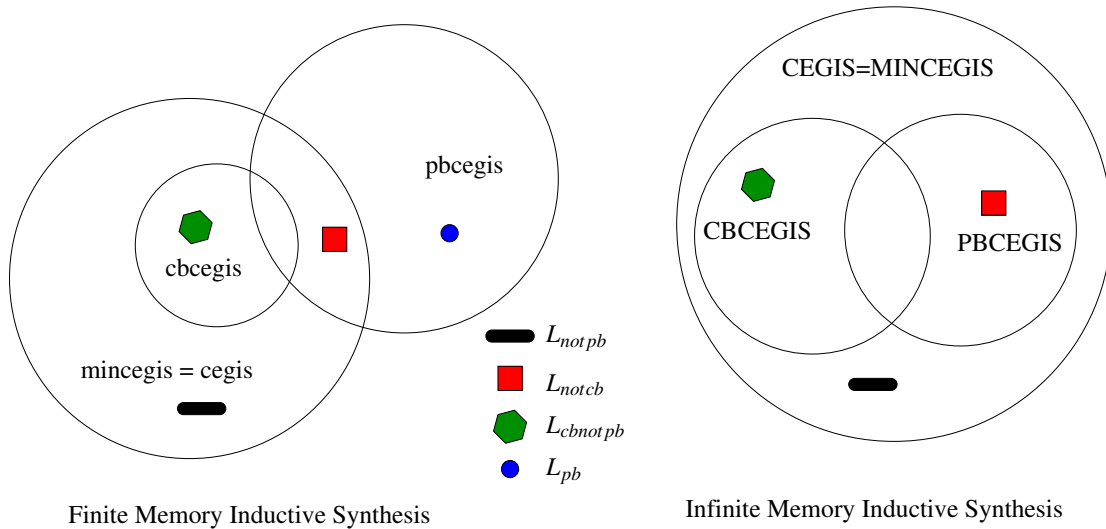 CEGIS=MINCEGIS
pbcegis
cbcegis
CBCEGIS
PBCEGIS
mincegis = cegis
L_{notpb}
L_{notcb}
L_{cbnotpb}
L_{pb}
Finite Memory Inductive Synthesis
Infinite Memory Inductive Synthesis